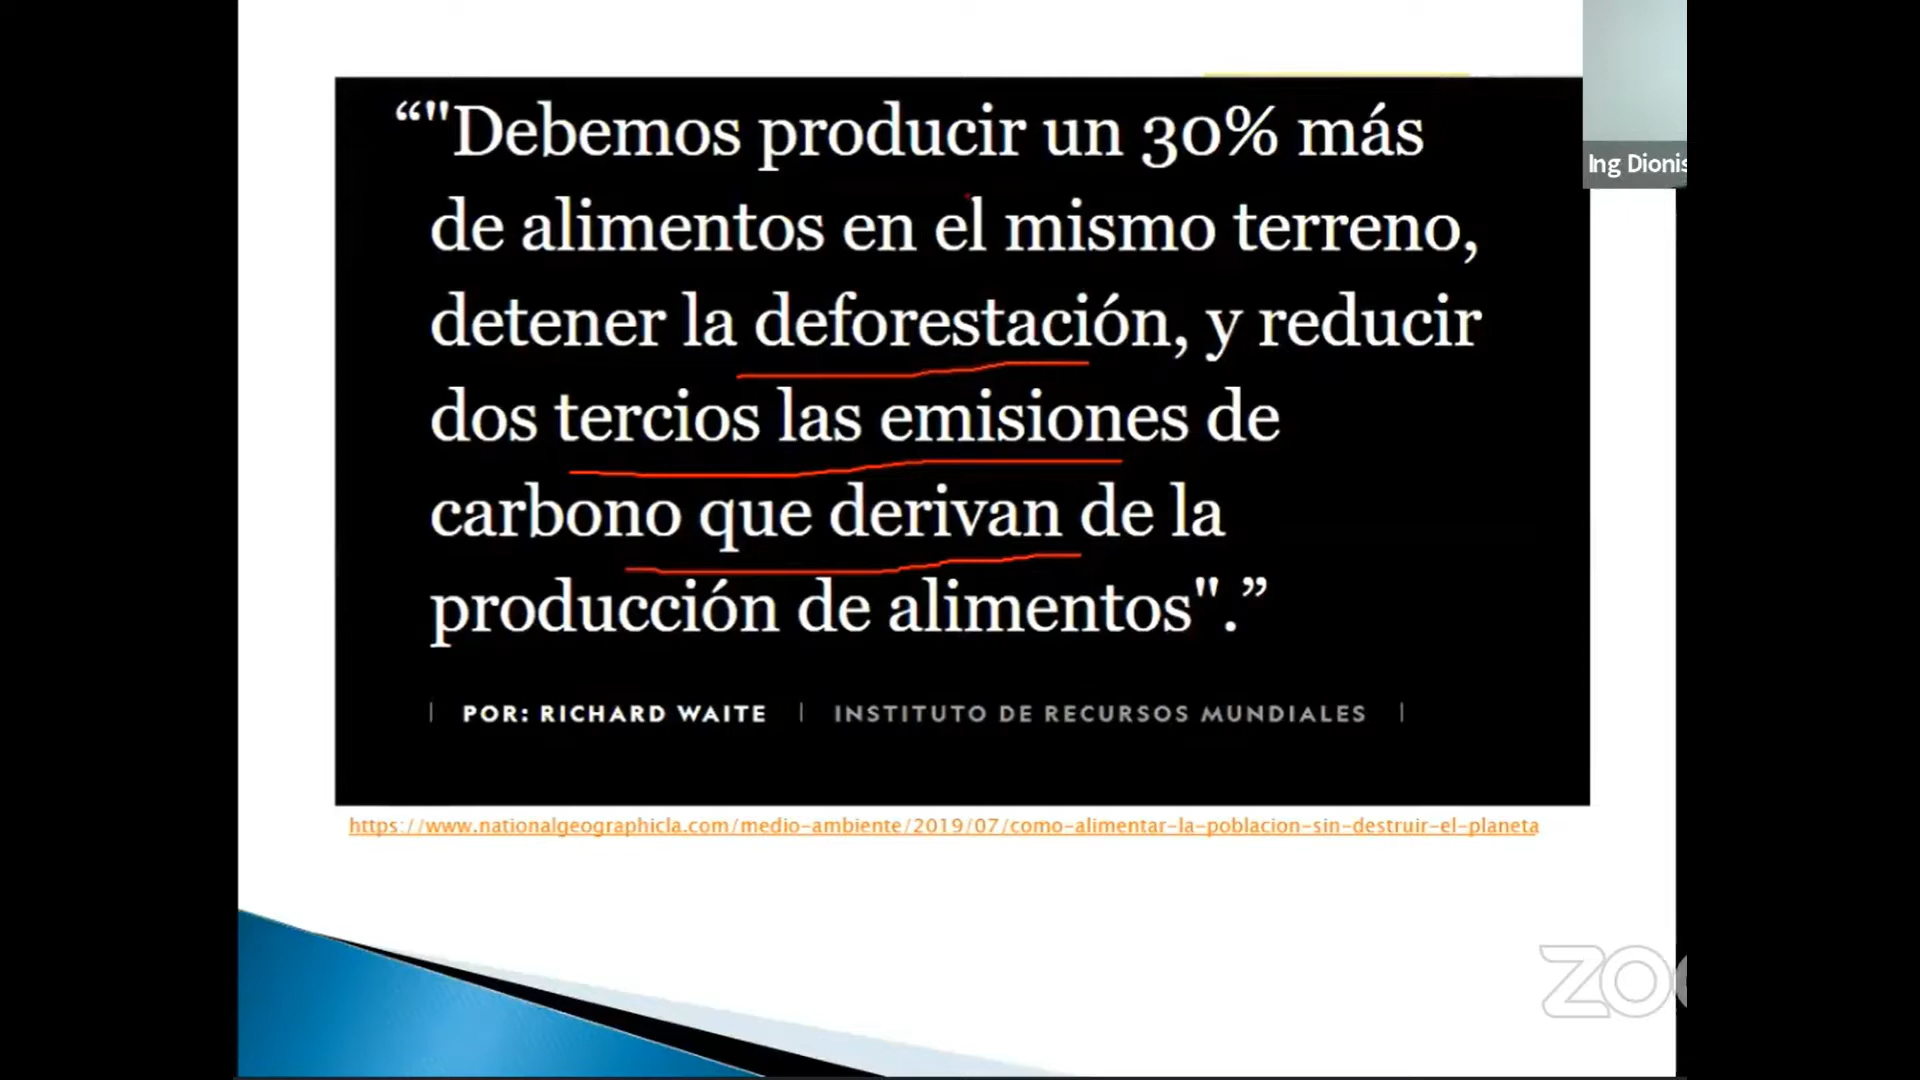 “"Debemos producir un 30% más
de alimentos en el mismo terreno,
detener la deforestación, y reducir
dos tercios las emisiones de
carbono que derivan de la
producción de alimentos".”
POR: RICHARD WAITE | INSTITUTO DE RECURSOS MUNDIALES
https://www.nationalgeographicla.com/medio-ambiente/2019/07/como-alimentar-la-poblacion-sin-destruir-el-planeta
Ing Dionis